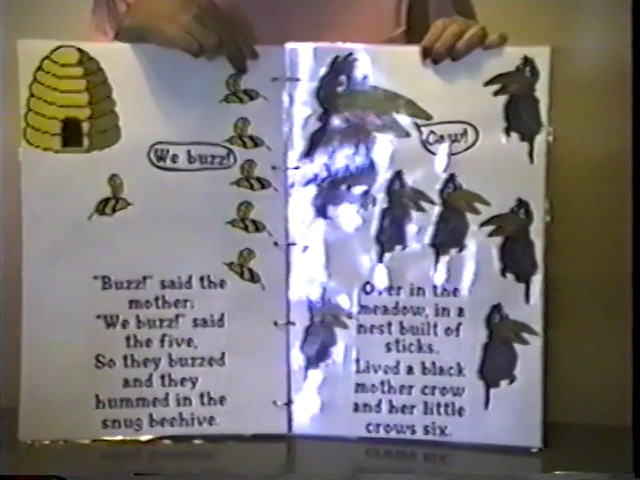 We buzz!
"Buzz!" said the
mother;
"We buzz!" said
the five,
So they buzzed
and they
hummed in the
snug beehive.
Caw!
Over in the
meadow, in a
nest built of
sticks,
Lived a black
mother crow
and her little
crows six.